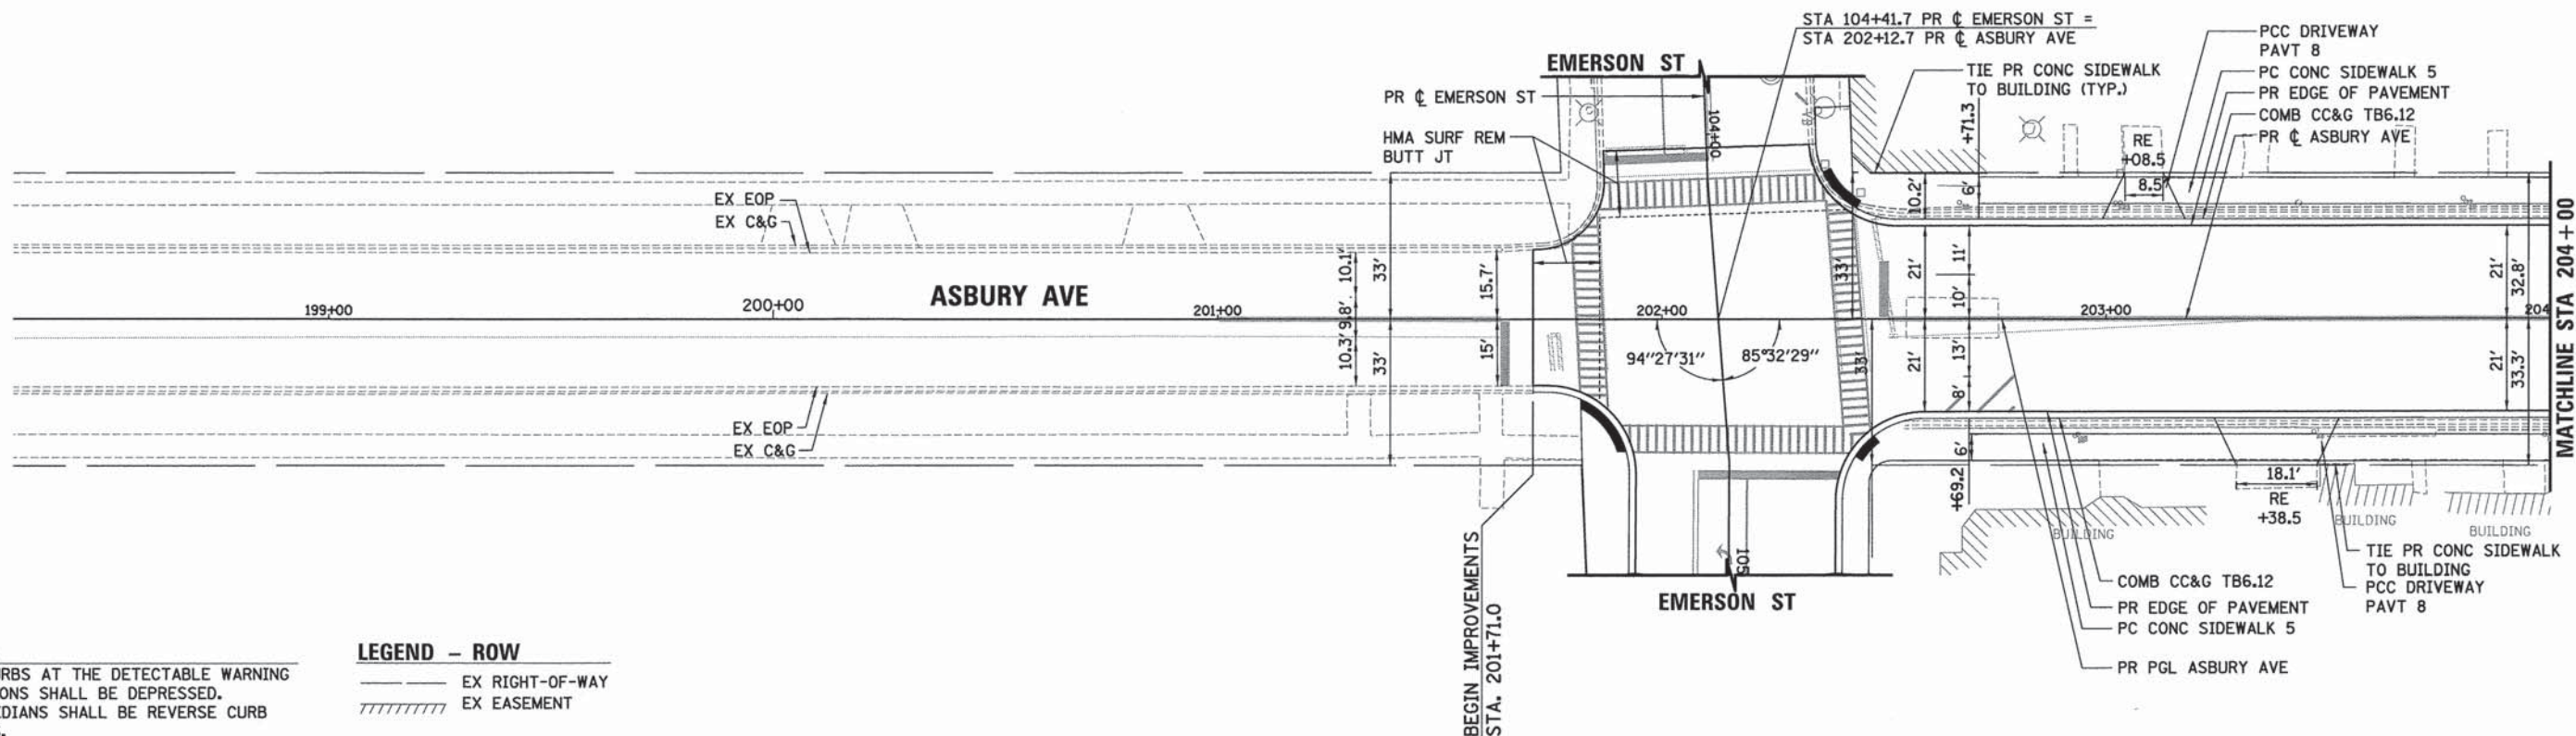 STA 104+41.7 PR ℄ EMERSON ST =
STA 202+12.7 PR ℄ ASBURY AVE
PCC DRIVEWAY
PAVT 8
EMERSON ST
TIE PR CONC SIDEWALK
TO BUILDING (TYP.)
PC CONC SIDEWALK 5
PR ℄ EMERSON ST
PR EDGE OF PAVEMENT
+71.3
COMB CC&G TB6.12
104+00
HMA SURF REM
BUTT JT
RE
+08.5
PR ℄ ASBURY AVE
8.5'
10.2'
6'
EX EOP
EX C&G
MATCHLINE STA 204+00
10.1'
33'
15.7'
33'
21'
11'
21'
32.8'
ASBURY AVE
9.8'
10'
199+00
200+00
201+00
202+00
203+00
204
10.3'
33'
15'
94°27'31"
85°32'29"
33'
21'
13'
21'
33.3'
8'
EX EOP
EX C&G
6'
+69.2
18.1'
RE
+38.5
BUILDING
BUILDING
BUILDING
105
TIE PR CONC SIDEWALK
TO BUILDING
PCC DRIVEWAY
PAVT 8
COMB CC&G TB6.12
PR EDGE OF PAVEMENT
PC CONC SIDEWALK 5
PR PGL ASBURY AVE
EMERSON ST
BEGIN IMPROVEMENTS
STA. 201+71.0
RBS AT THE DETECTABLE WARNING
ONS SHALL BE DEPRESSED.
DIANS SHALL BE REVERSE CURB
LEGEND - ROW
EX RIGHT-OF-WAY
EX EASEMENT